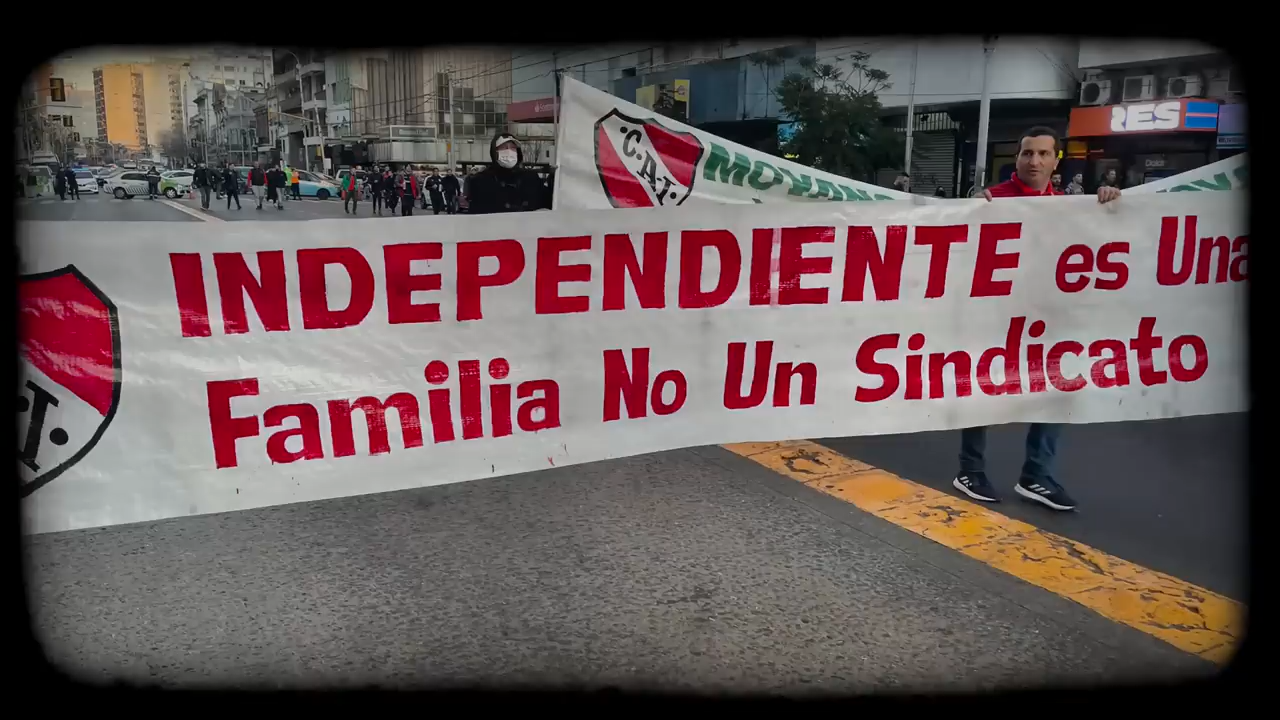 C.A.I.
MOYANO
RES
INDEPENDIENTE es Una
Familia No Un Sindicato